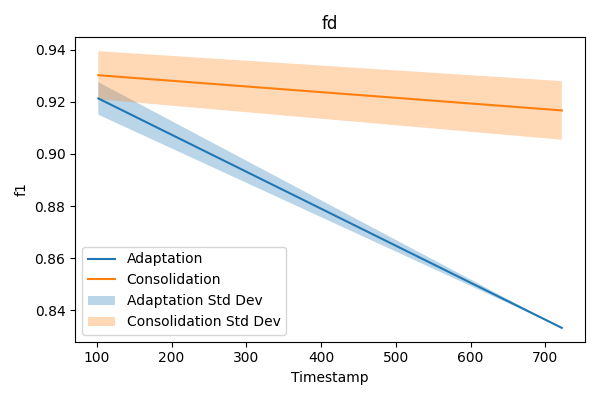 fd
0.94
0.92
0.90
0.88
0.86
0.84
f1
Adaptation
Consolidation
Adaptation Std Dev
Consolidation Std Dev
100 200 300 400 500 600 700
Timestamp